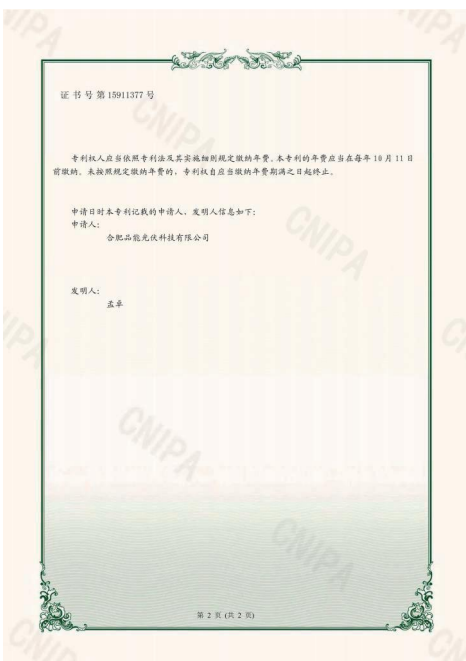 证书号第15911377号
专利权人应当依照专利法及其实施细则规定缴纳年费。本专利的年费应当在每年10月11日
前缴纳。未按照规定缴纳年费的，专利权自应当缴纳年费期满之日起终止。
申请日时本专利记载的申请人、发明人信息如下：
申请人：
合肥品能光伏科技有限公司
发明人：
孟卓
第 2 页 (共 2 页)
CNIPA
CNIPA
CNIPA
CNIPA
CNIPA